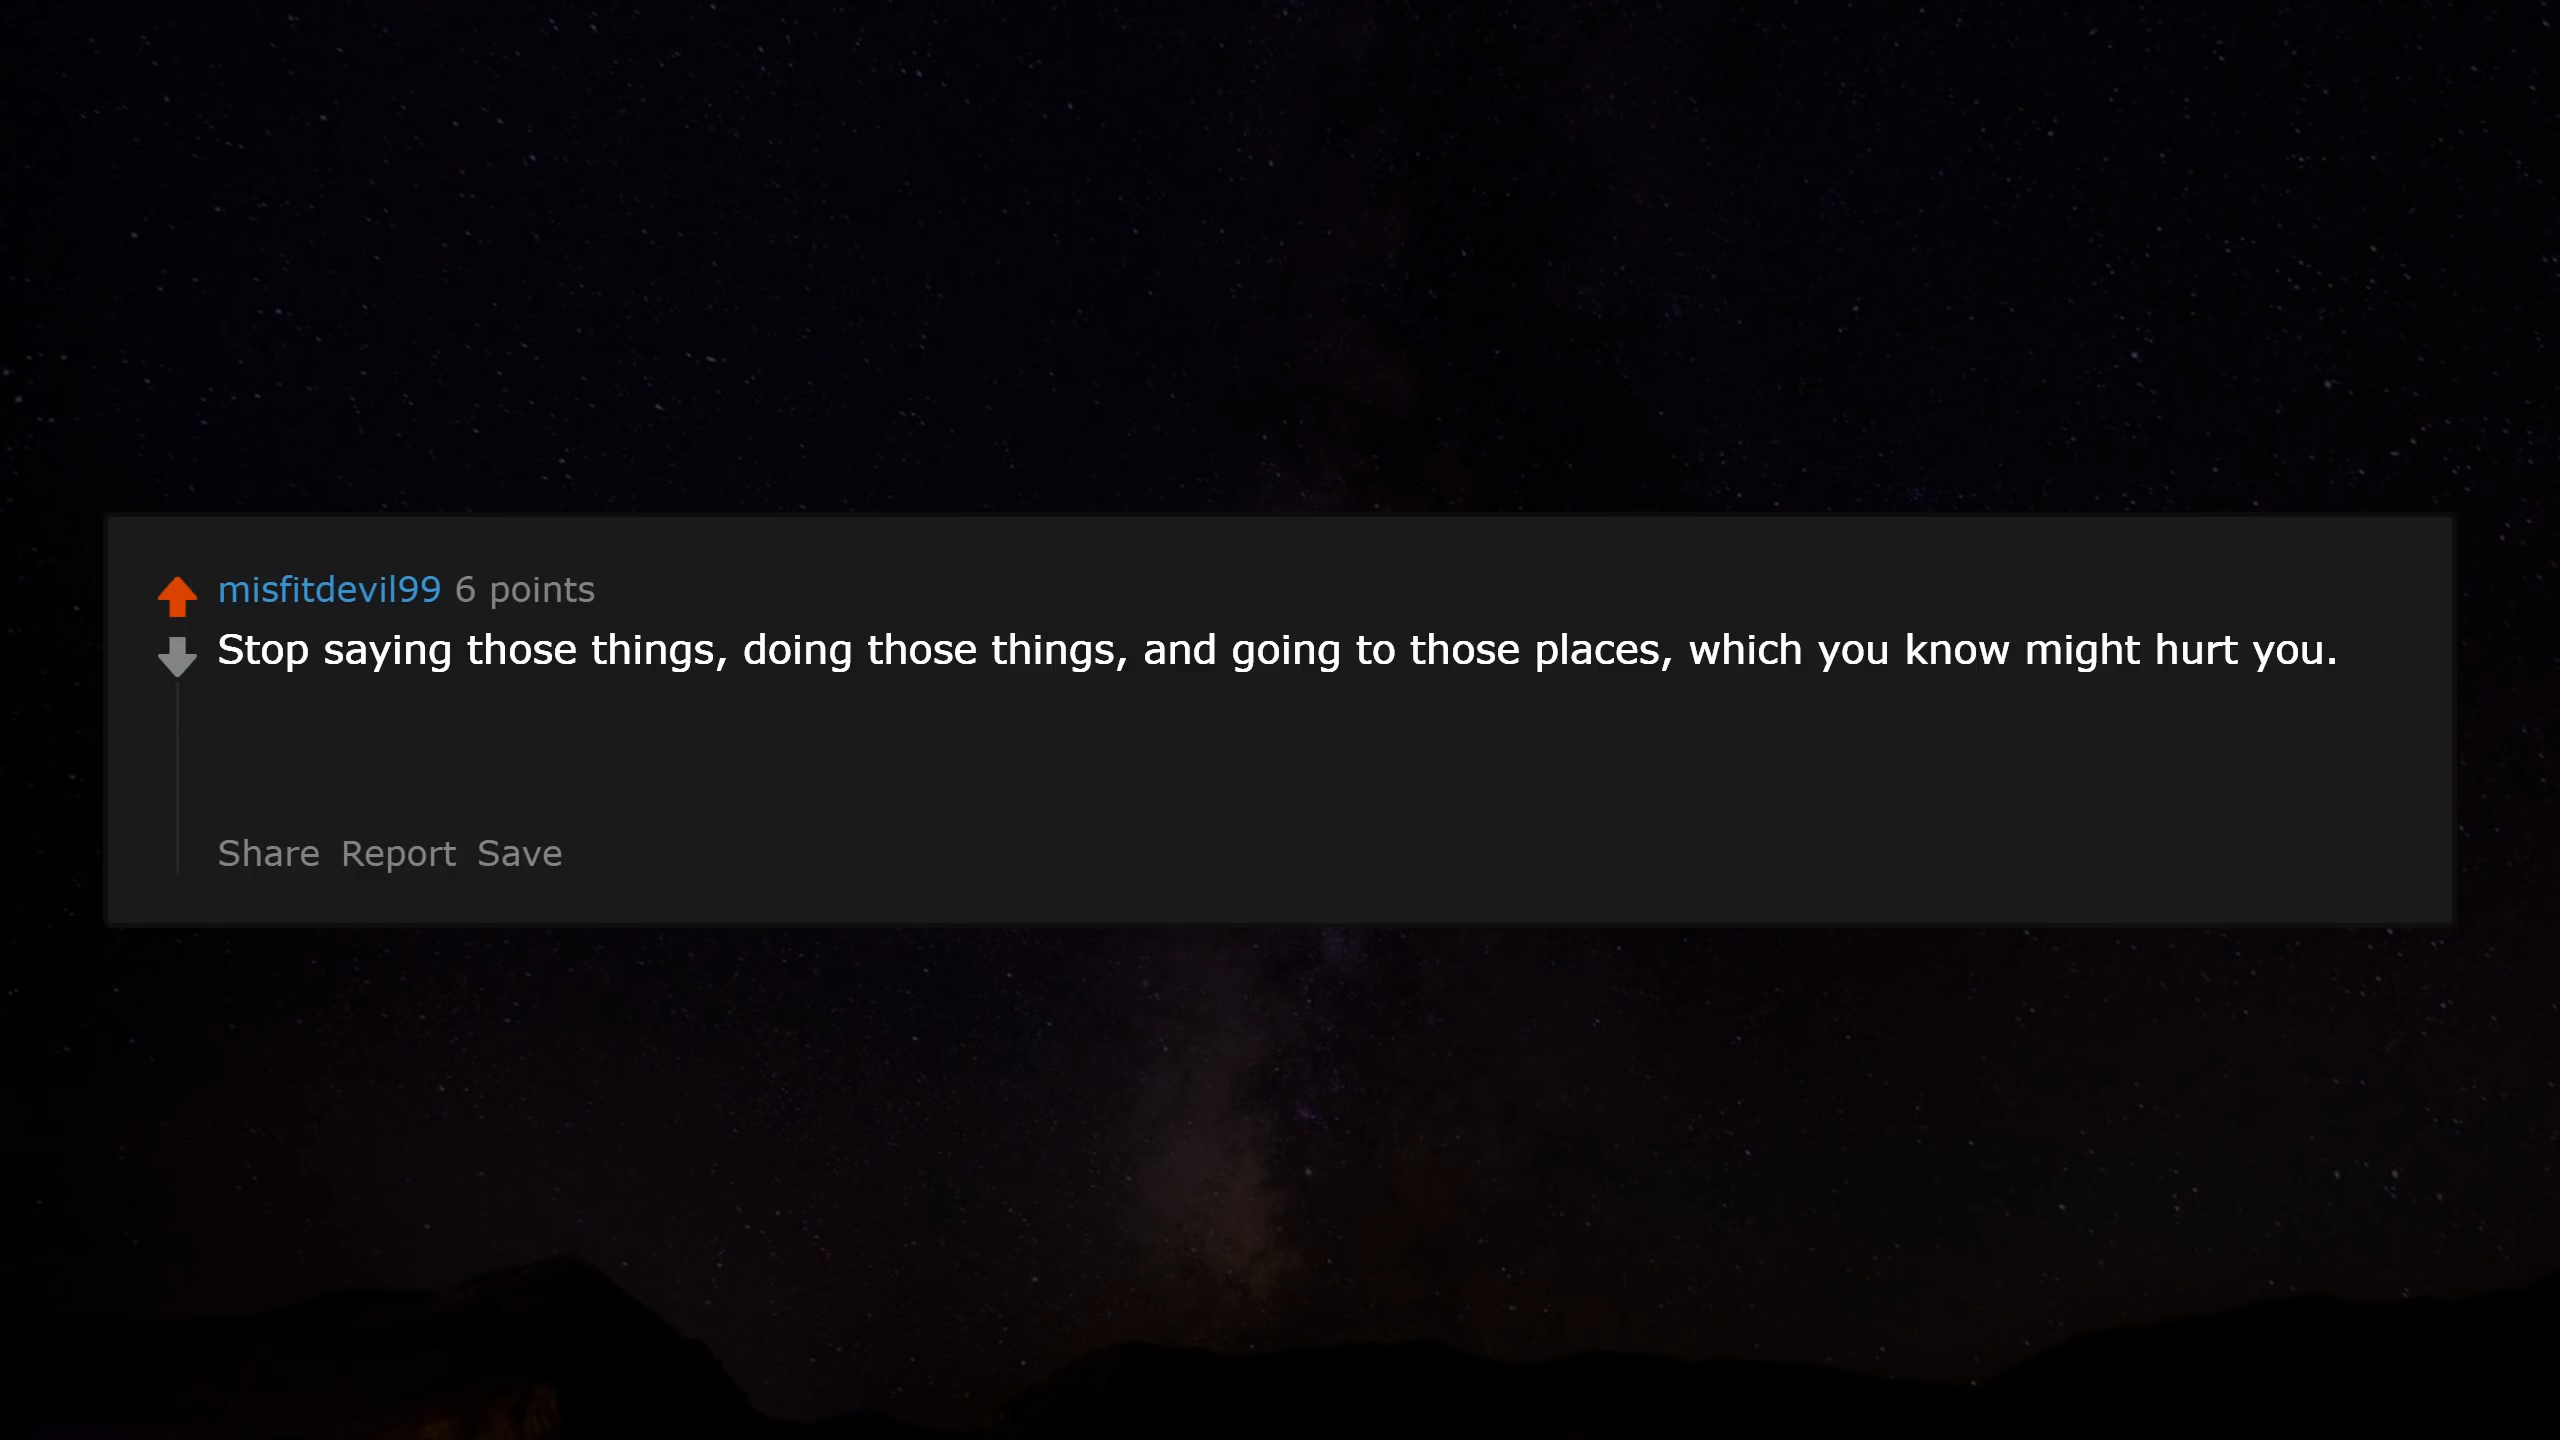 misfitdevil99 6 points
Stop saying those things, doing those things, and going to those places, which you know might hurt you.
Share Report Save